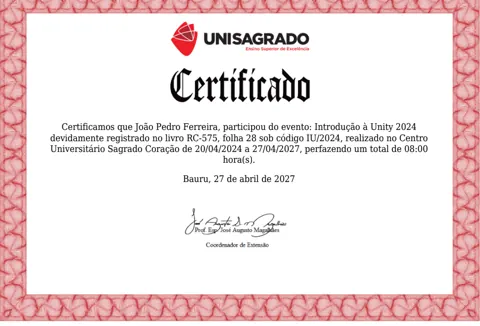 UNISAGRADO
Ensino Superior de Excelência
Certificado
Certificamos que João Pedro Ferreira, participou do evento: Introdução à Unity 2024
devidamente registrado no livro RC-575, folha 28 sob código IU/2024, realizado no Centro
Universitário Sagrado Coração de 20/04/2024 a 27/04/2027, perfazendo um total de 08:00
hora(s).
Bauru, 27 de abril de 2027
Prof. Esp. José Augusto Magalhães
Coordenador de Extensão